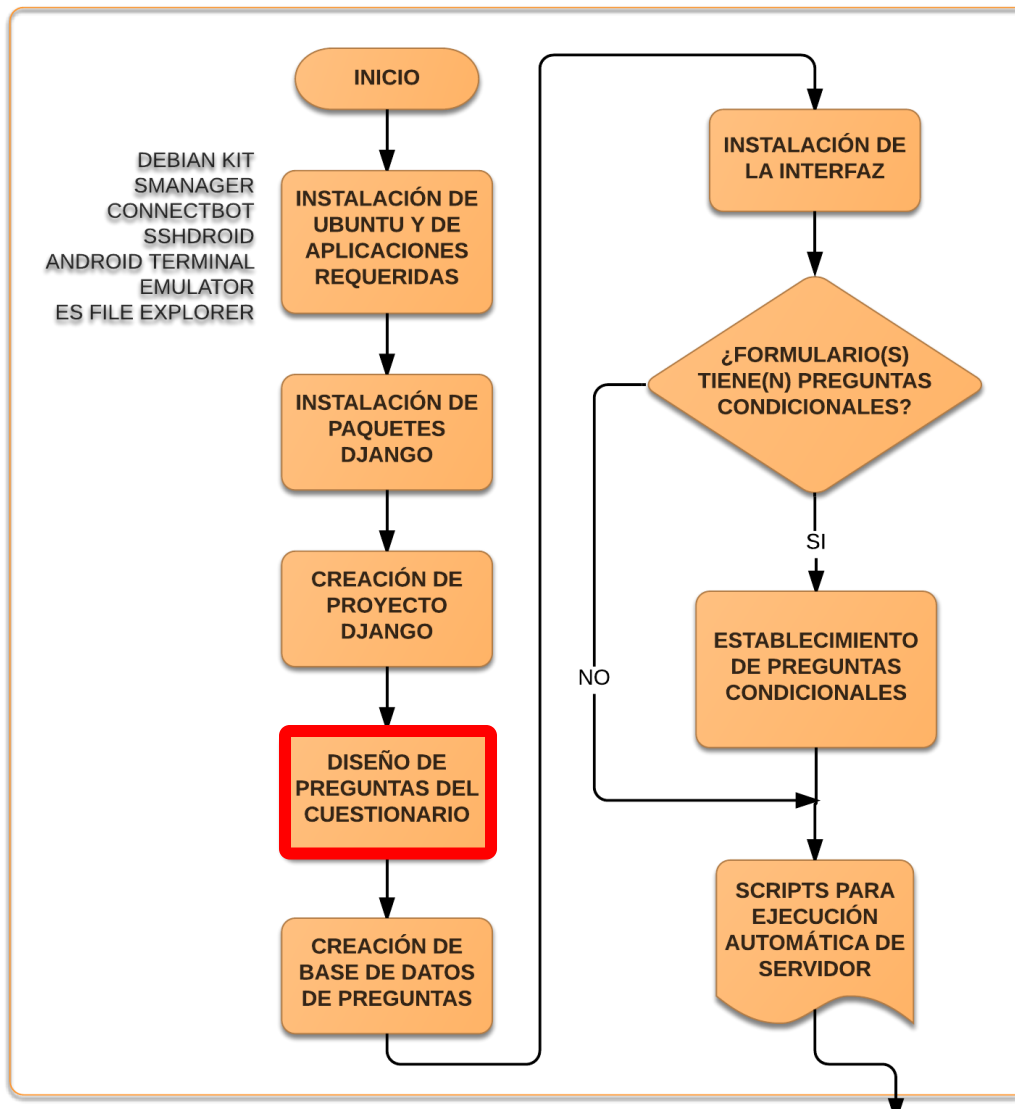 INICIO
DEBIAN KIT
SMANAGER
CONNECTBOT
SSHDROID
ANDROID TERMINAL
EMULATOR
ES FILE EXPLORER
INSTALACIÓN DE
UBUNTU Y DE
APLICACIONES
REQUERIDAS
INSTALACIÓN DE
PAQUETES
DJANGO
CREACIÓN DE
PROYECTO
DJANGO
DISEÑO DE
PREGUNTAS DEL
CUESTIONARIO
CREACIÓN DE
BASE DE DATOS
DE PREGUNTAS
INSTALACIÓN DE
LA INTERFAZ
¿FORMULARIO(S)
TIENE(N) PREGUNTAS
CONDICIONALES?
SI
NO
ESTABLECIMIENTO
DE PREGUNTAS
CONDICIONALES
SCRIPTS PARA
EJECUCIÓN
AUTOMÁTICA DE
SERVIDOR